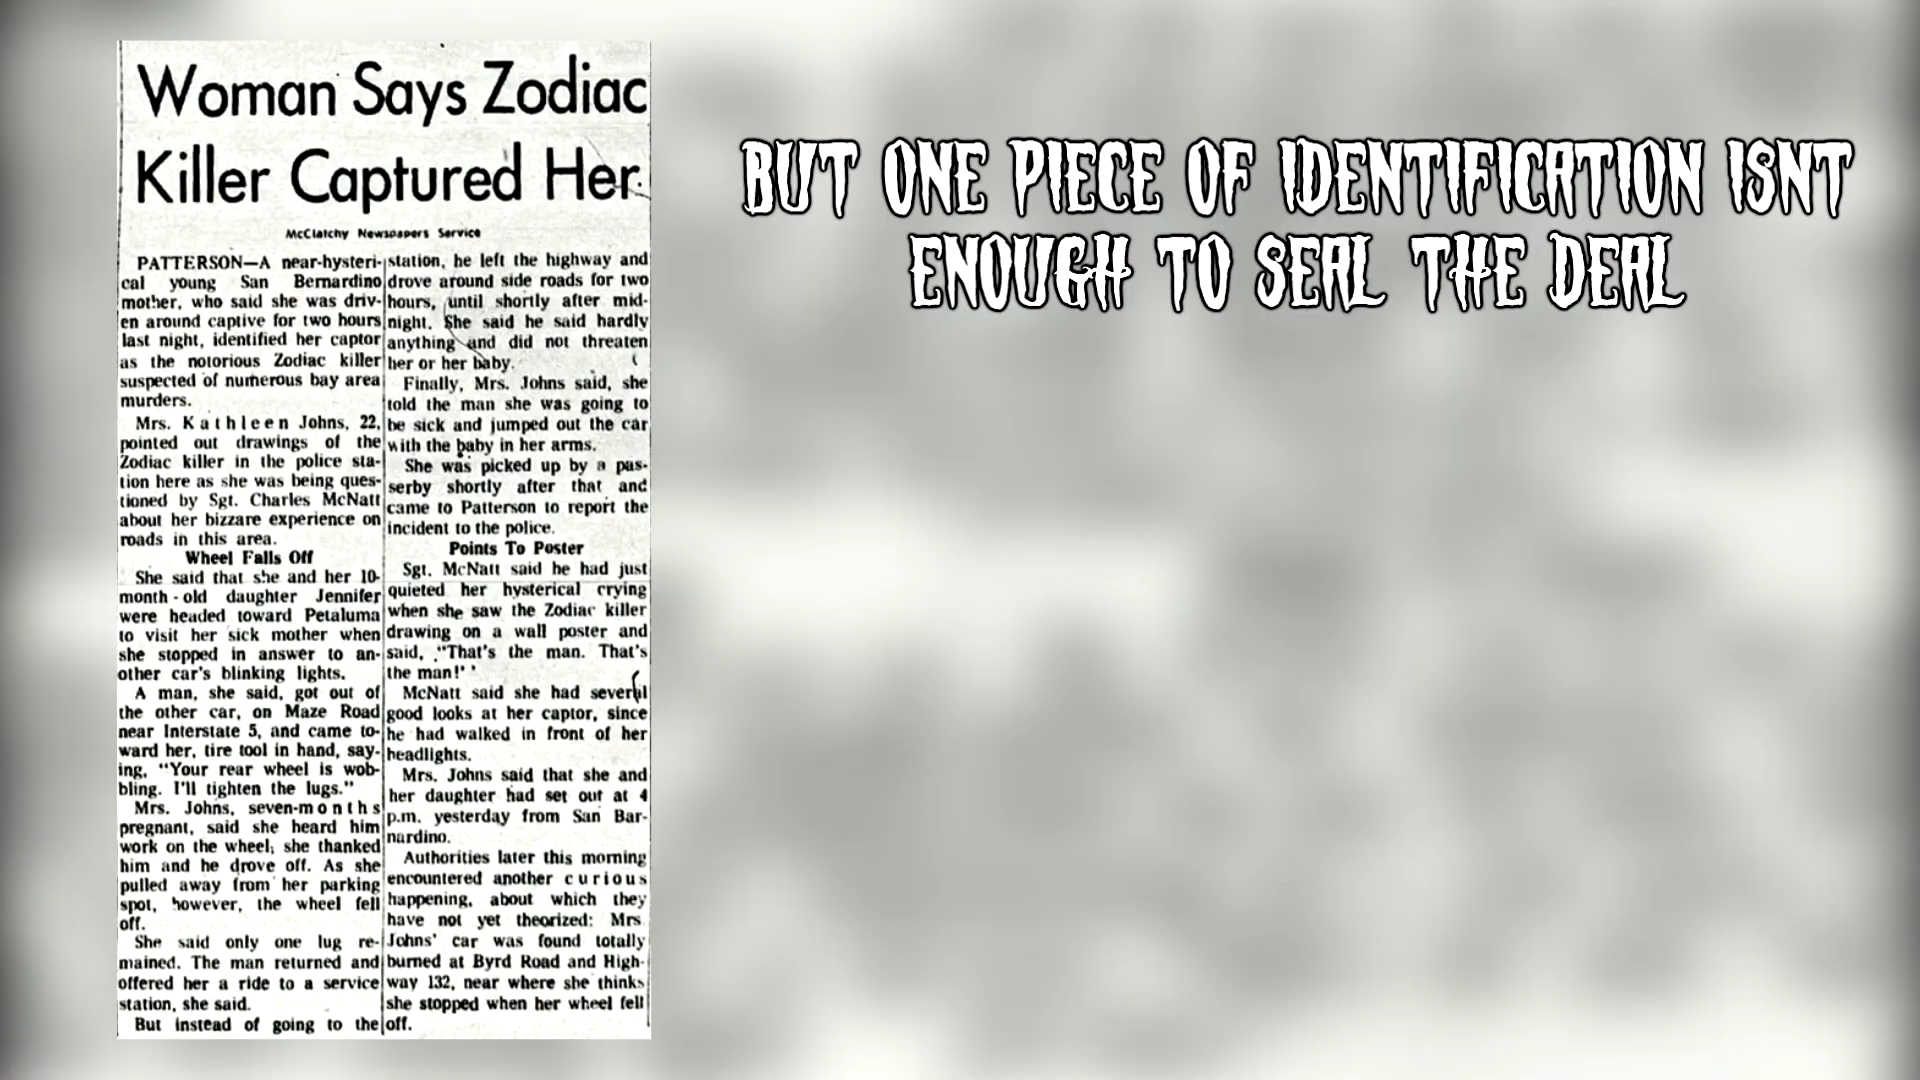 Woman Says Zodiac
Killer Captured Her
McClatchy Newspapers Service
PATTERSON—A near-hysteri-
cal young San Bernardino
mother, who said she was driv-
en around captive for two hours
last night, identified her captor
as the notorious Zodiac killer
suspected of numerous bay area
murders.
Mrs. Kathleen Johns, 22,
pointed out drawings of the
Zodiac killer in the police sta-
tion here as she was being ques-
tioned by Sgt. Charles McNatt
about her bizzare experience on
roads in this area.
Wheel Falls Off
She said that she and her 10-
month-old daughter Jennifer
were headed toward Petaluma
to visit her sick mother when
she stopped in answer to an-
other car's blinking lights.
A man, she said, got out of
the other car, on Maze Road
near Interstate 5, and came to-
ward her, tire tool in hand, say-
ing, "Your rear wheel is wob-
bling. I'll tighten the lugs."
Mrs. Johns, seven-months
pregnant, said she heard him
work on the wheel; she thanked
him and he drove off. As she
pulled away from her parking
spot, however, the wheel fell
off.
She said only one lug re-
mained. The man returned and
offered her a ride to a service
station, she said.
But instead of going to the
station, he left the highway and
drove around side roads for two
hours, until shortly after mid-
night. She said he said hardly
anything and did not threaten
her or her baby.
Finally, Mrs. Johns said, she
told the man she was going to
be sick and jumped out the car
with the baby in her arms.
She was picked up by a pas-
serby shortly after that and
came to Patterson to report the
incident to the police.
Points To Poster
Sgt. McNatt said he had just
quieted her hysterical crying
when she saw the Zodiac killer
drawing on a wall poster and
said, "That's the man. That's
the man!"
McNatt said she had several
good looks at her captor, since
he had walked in front of her
headlights.
Mrs. Johns said that she and
her daughter had set out at 4
p.m. yesterday from San Bar-
nardino.
Authorities later this morning
encountered another curious
happening, about which they
have not yet theorized: Mrs.
Johns' car was found totally
burned at Byrd Road and High-
way 132, near where she thinks
she stopped when her wheel fell
off.
BUT ONE PIECE OF IDENTIFICATION ISNT
ENOUGH TO SEAL THE DEAL